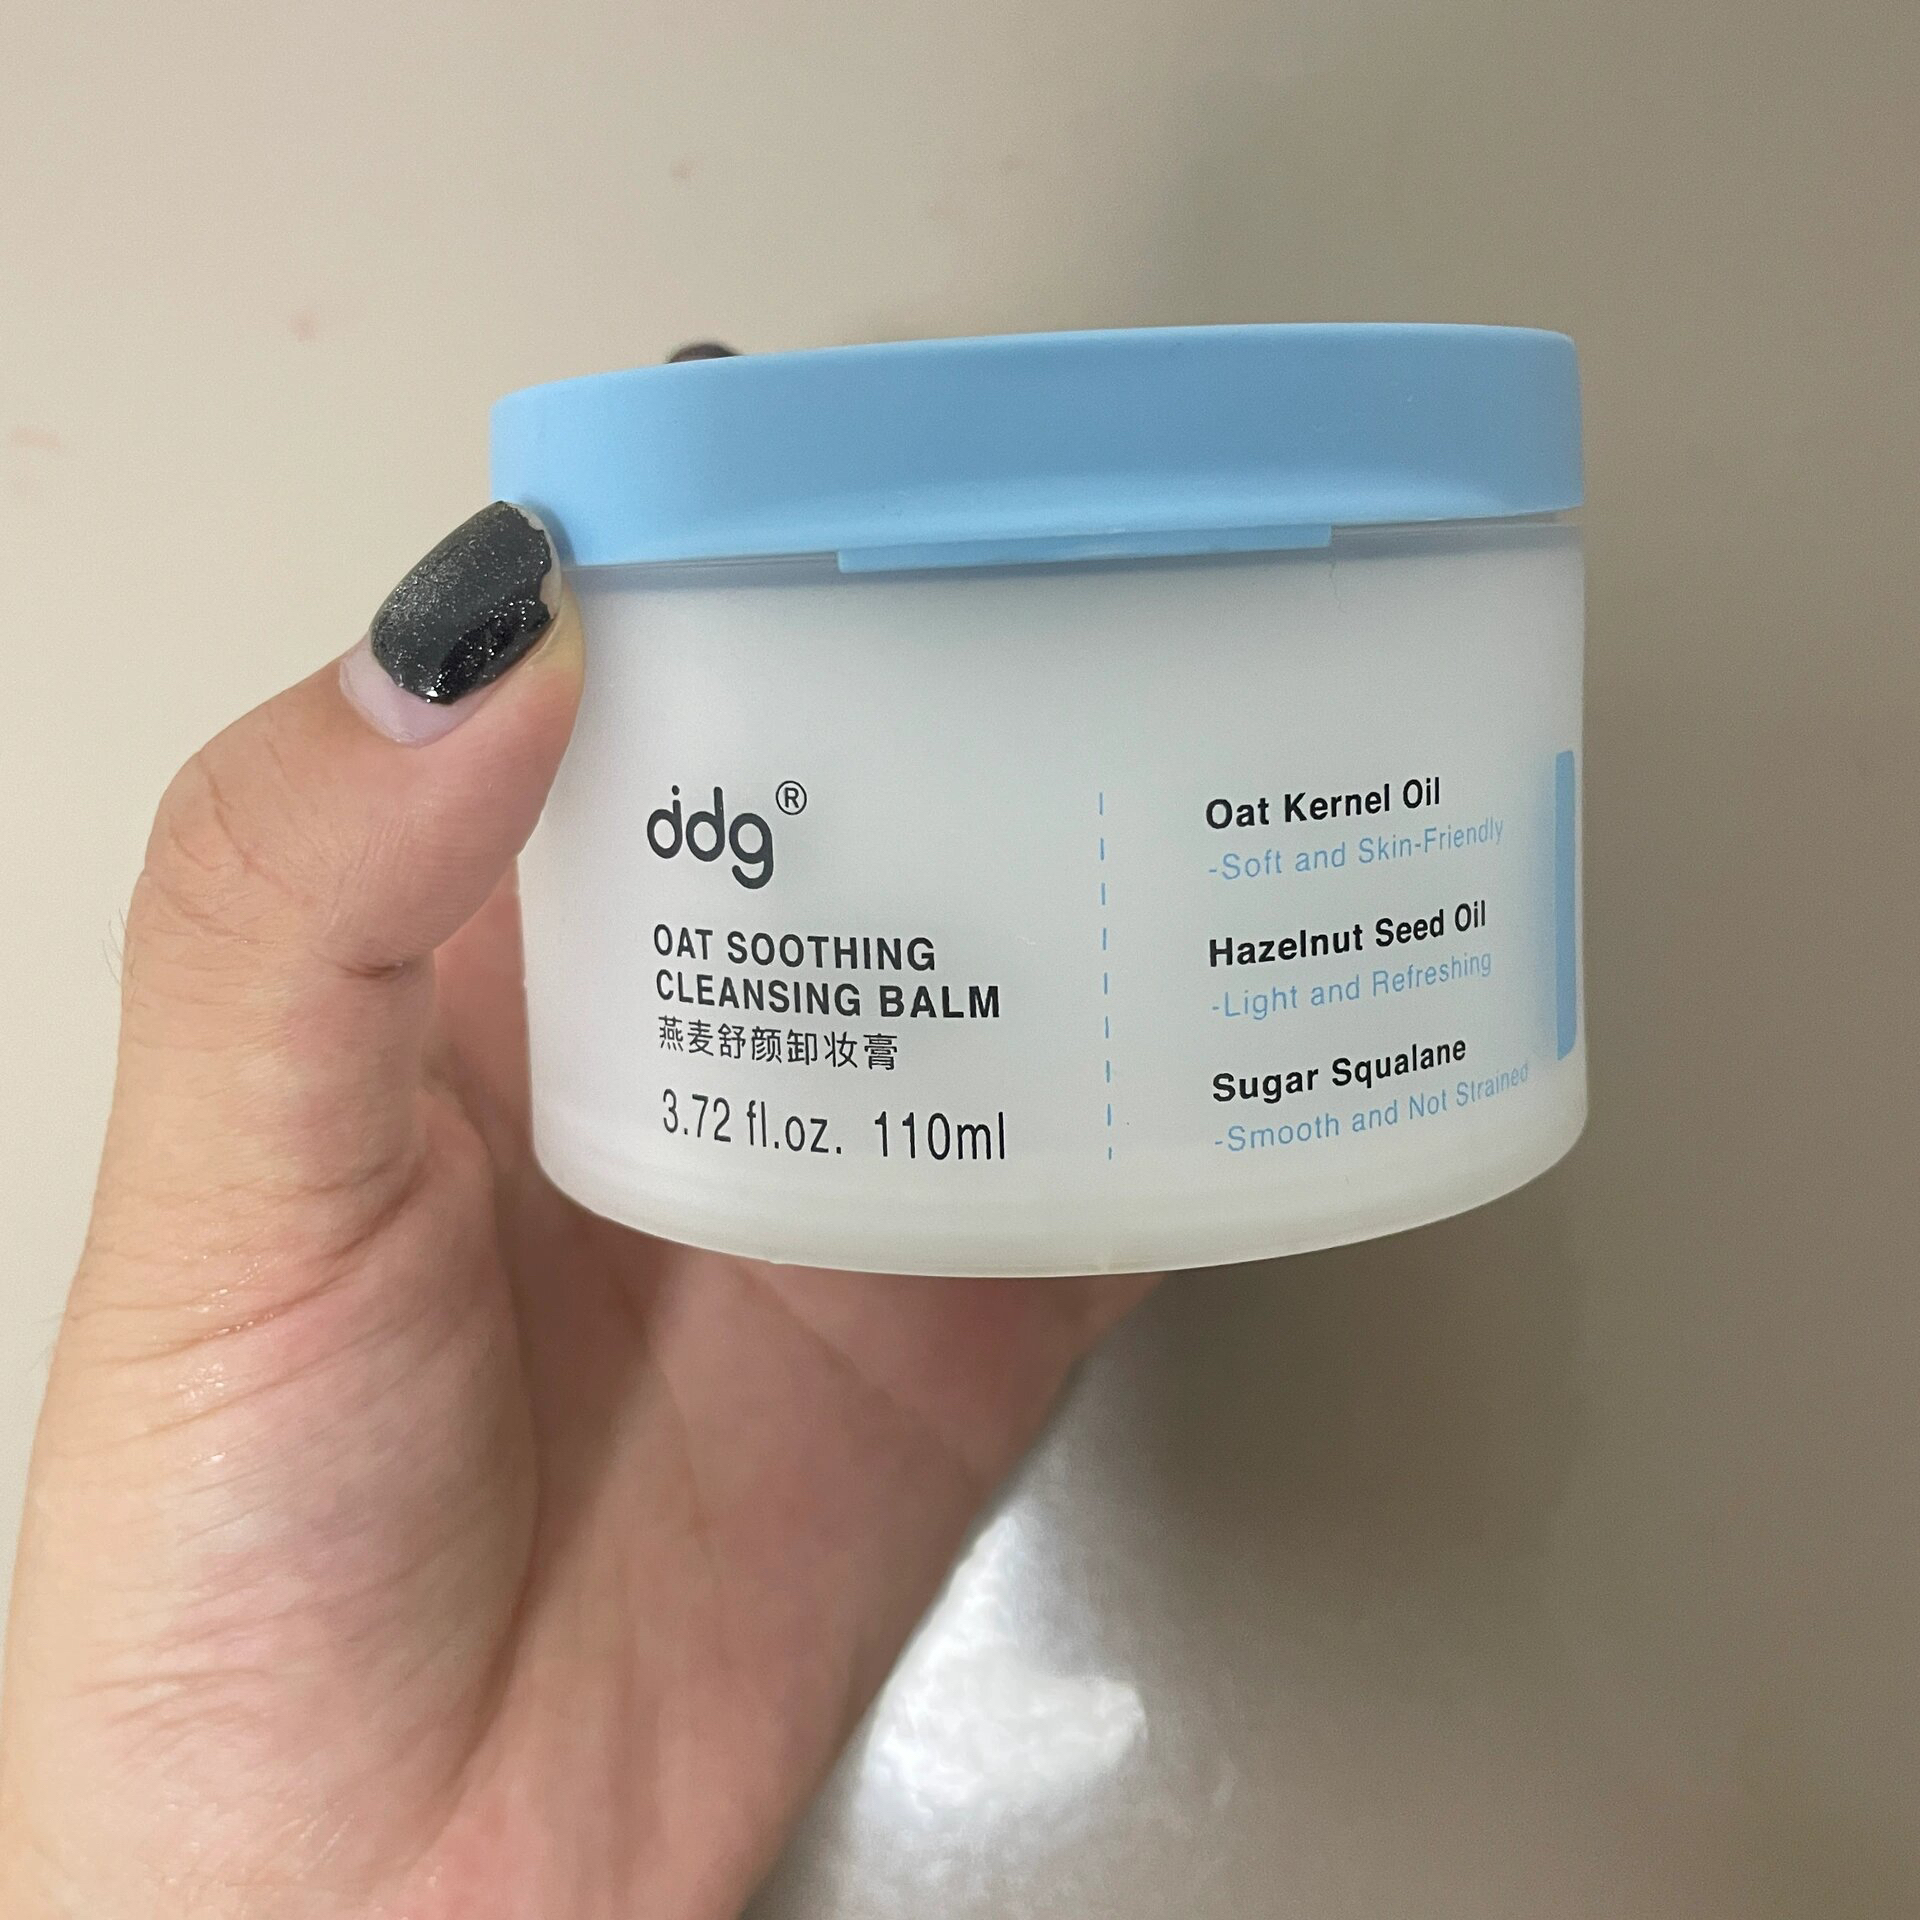 ddg®
OAT SOOTHING
CLEANSING BALM
燕麦舒颜卸妆膏
3.72 fl.oz. 110ml
Oat Kernel Oil
-Soft and Skin-Friendly
Hazelnut Seed Oil
-Light and Refreshing
Sugar Squalane
-Smooth and Not Strained